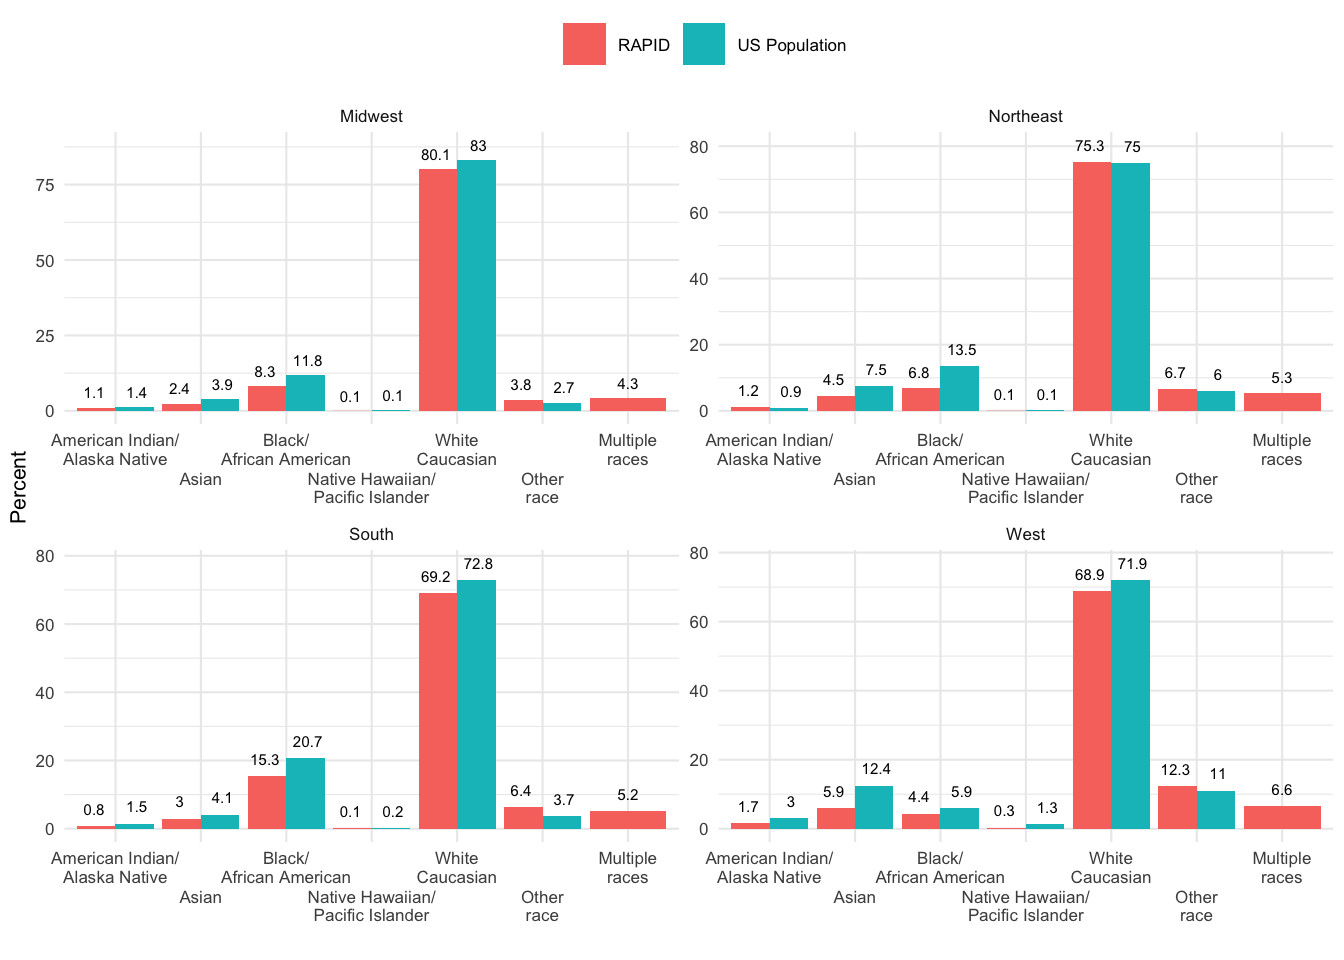 RAPID US Population
Midwest
75
50
25
0
1.1 1.4 2.4 3.9 8.3 11.8 0.1 0.1 80.1 83 3.8 2.7 4.3
American Indian/ Black/ White Multiple
Alaska Native African American Caucasian races
Asian Native Hawaiian/ Other
Pacific Islander race
Northeast
80
60
40
20
0
1.2 0.9 4.5 7.5 6.8 13.5 0.1 0.1 75.3 75 6.7 6 5.3
American Indian/ Black/ White Multiple
Alaska Native African American Caucasian races
Asian Native Hawaiian/ Other
Pacific Islander race
Percent
South
80
60
40
20
0
0.8 1.5 3 4.1 15.3 20.7 0.1 0.2 69.2 72.8 6.4 3.7 5.2
American Indian/ Black/ White Multiple
Alaska Native African American Caucasian races
Asian Native Hawaiian/ Other
Pacific Islander race
West
80
60
40
20
0
1.7 3 5.9 12.4 4.4 5.9 0.3 1.3 68.9 71.9 12.3 11 6.6
American Indian/ Black/ White Multiple
Alaska Native African American Caucasian races
Asian Native Hawaiian/ Other
Pacific Islander race